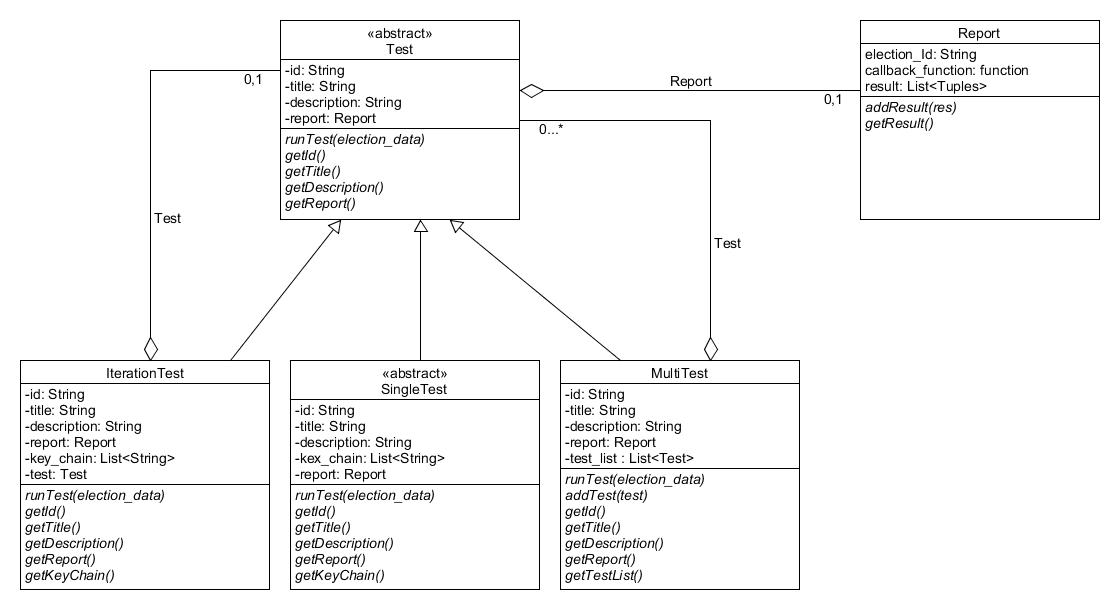 «abstract»
Test
-id: String
-title: String
-description: String
-report: Report
runTest(election_data)
getId()
getTitle()
getDescription()
getReport()
Report
election_Id: String
callback_function: function
result: List<Tuples>
addResult(res)
getResult()
0,1
Report
0,1
0...*
Test
Test
IterationTest
-id: String
-title: String
-description: String
-report: Report
-key_chain: List<String>
-test: Test
runTest(election_data)
getId()
getTitle()
getDescription()
getReport()
getKeyChain()
«abstract»
SingleTest
-id: String
-title: String
-description: String
-kex_chain: List<String>
-report: Report
runTest(election_data)
getId()
getTitle()
getDescription()
getReport()
getKeyChain()
MultiTest
-id: String
-title: String
-description: String
-report: Report
-test_list : List<Test>
runTest(election_data)
addTest(test)
getId()
getTitle()
getDescription()
getReport()
getTestList()